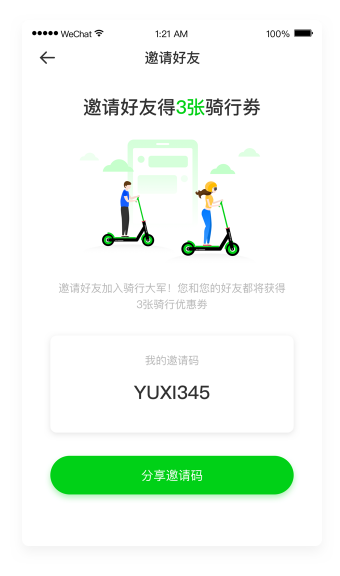 WeChat 1:21 AM 100%
邀请好友
邀请好友得3张骑行券
邀请好友加入骑行大军！您和您的好友都将获得
3张骑行优惠券
我的邀请码
YUXI345
分享邀请码